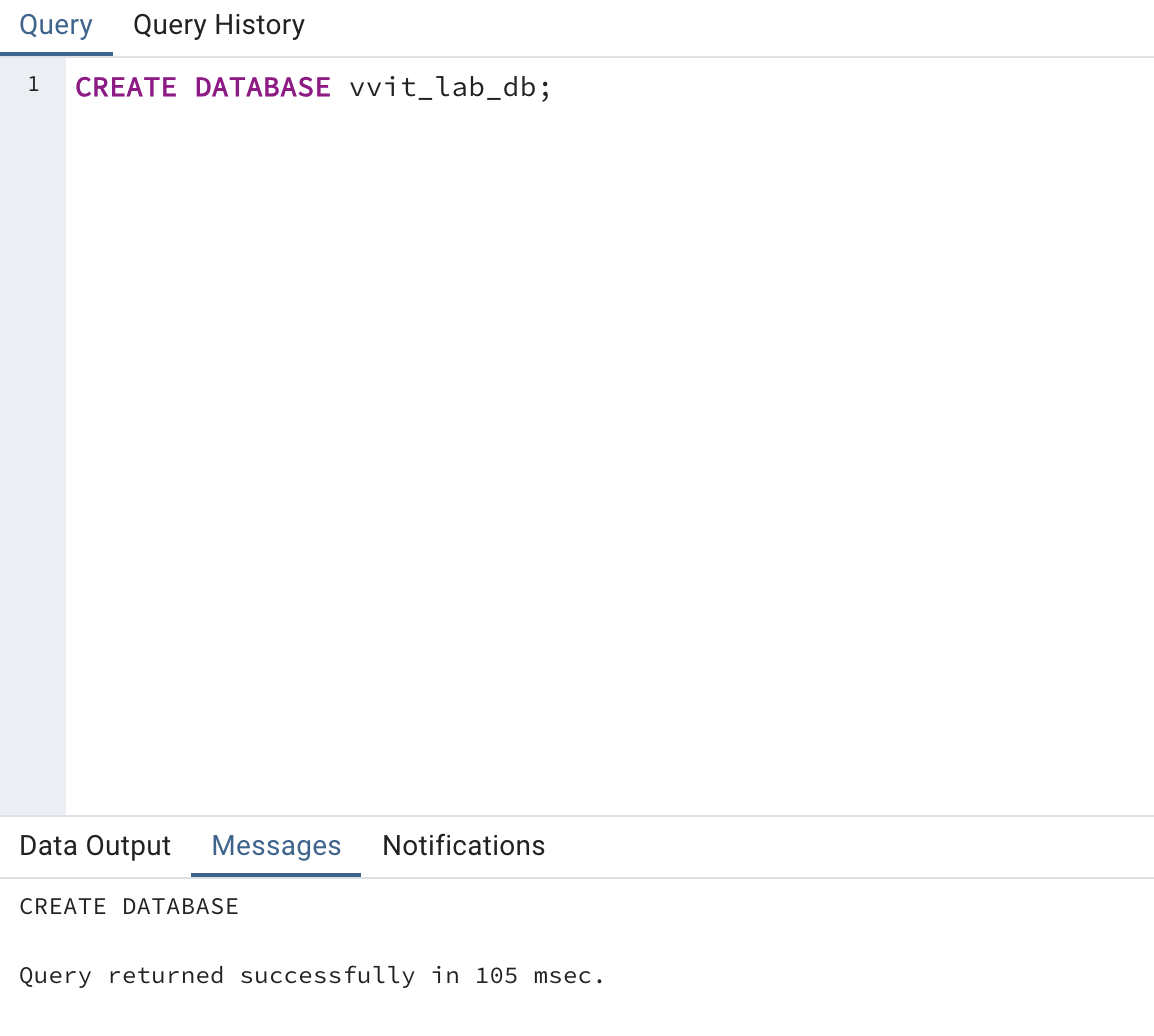 Query Query History
1 CREATE DATABASE vvit_lab_db;
Data Output Messages Notifications
CREATE DATABASE
Query returned successfully in 105 msec.